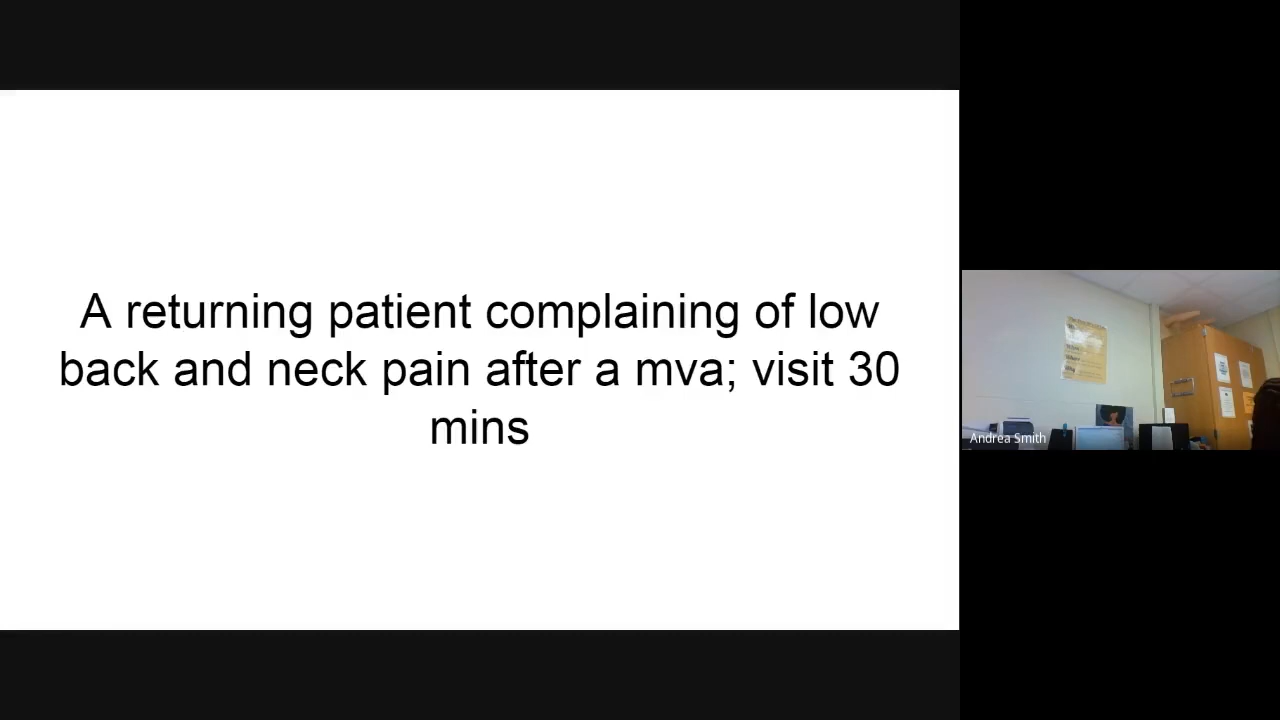 A returning patient complaining of low
back and neck pain after a mva; visit 30
mins
Andrea Smith